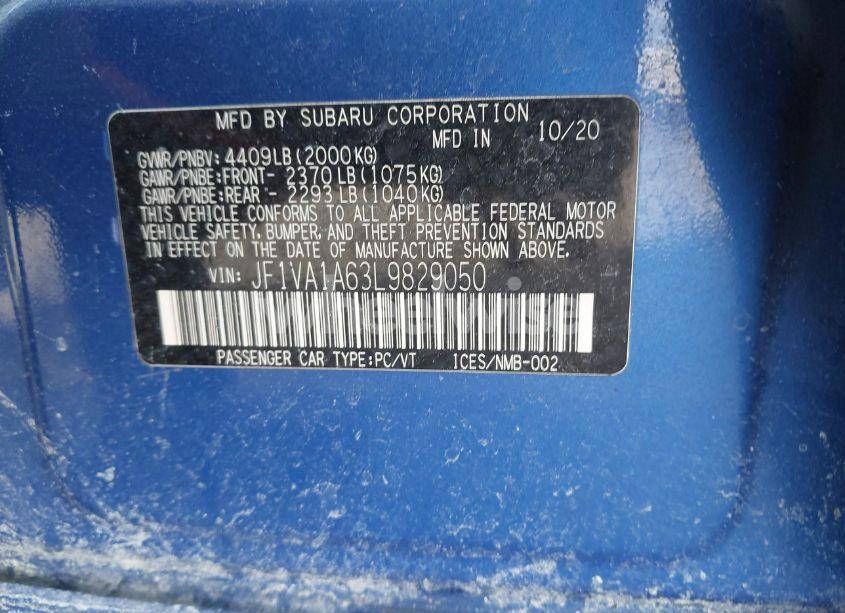 MFD BY SUBARU CORPORATION
MFD IN 10/20
GVWR/PNBV: 4409LB(2000KG)
GAWR/PNBE:FRONT- 2370LB(1075KG)
GAWR/PNBE:REAR - 2293LB(1040KG)
THIS VEHICLE CONFORMS TO ALL APPLICABLE FEDERAL MOTOR
VEHICLE SAFETY, BUMPER, AND THEFT PREVENTION STANDARDS
IN EFFECT ON THE DATE OF MANUFACTURE SHOWN ABOVE.
VIN: JF1VA1A63L9829050
PASSENGER CAR TYPE:PC/VT ICES/NMB-002